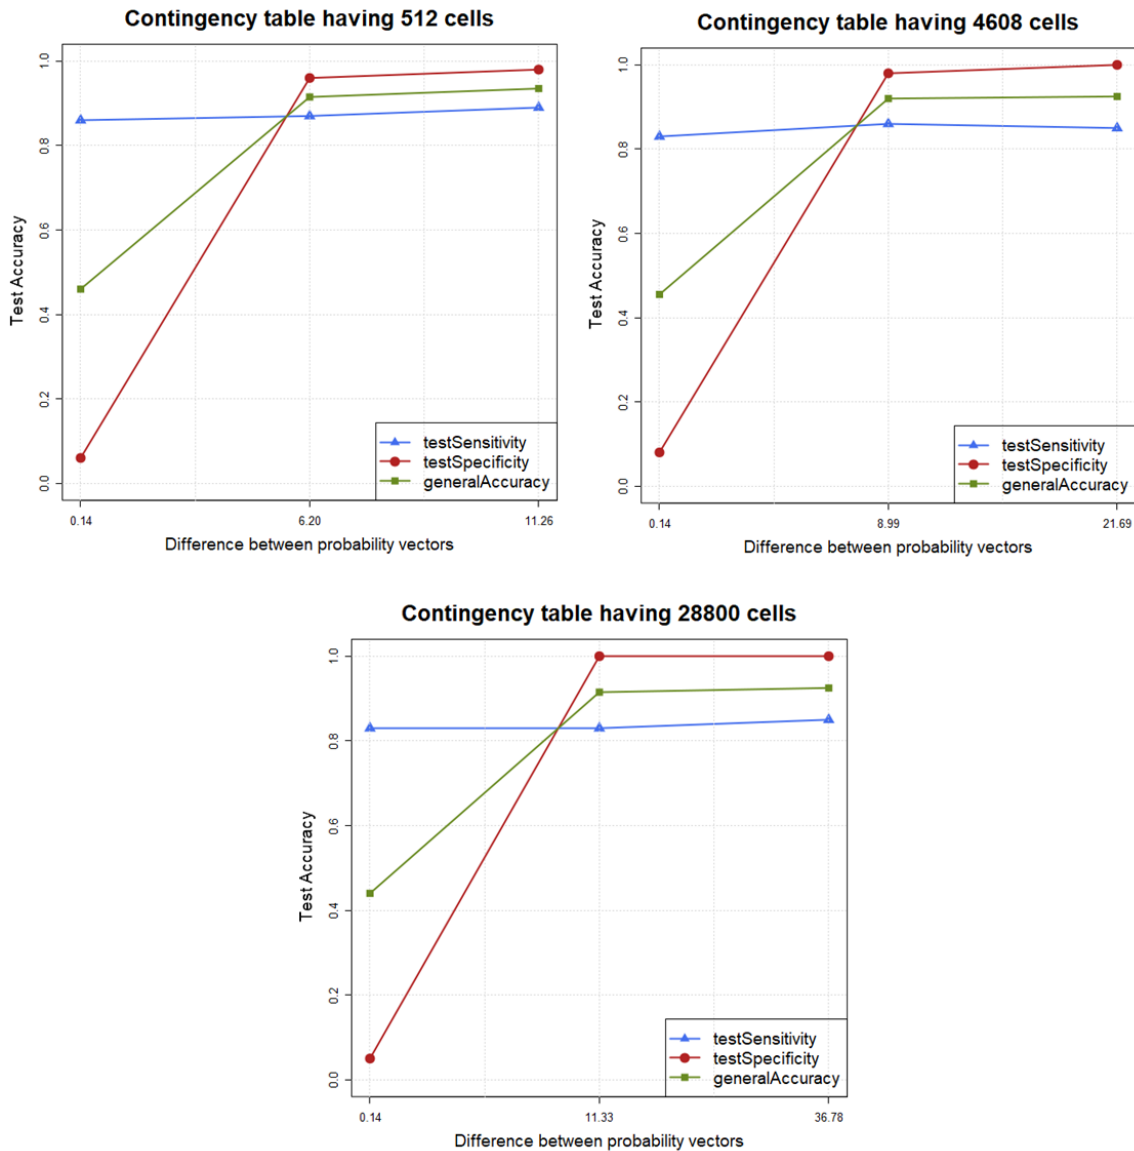 Contingency table having 512 cells
Test Accuracy
1.0
0.8
0.6
0.4
0.2
0.0
testSensitivity
testSpecificity
generalAccuracy
0.14 6.20 11.26
Difference between probability vectors
Contingency table having 4608 cells
Test Accuracy
1.0
0.8
0.6
0.4
0.2
0.0
testSensitivity
testSpecificity
generalAccuracy
0.14 8.99 21.69
Difference between probability vectors
Contingency table having 28800 cells
Test Accuracy
1.0
0.8
0.6
0.4
0.2
0.0
testSensitivity
testSpecificity
generalAccuracy
0.14 11.33 36.78
Difference between probability vectors